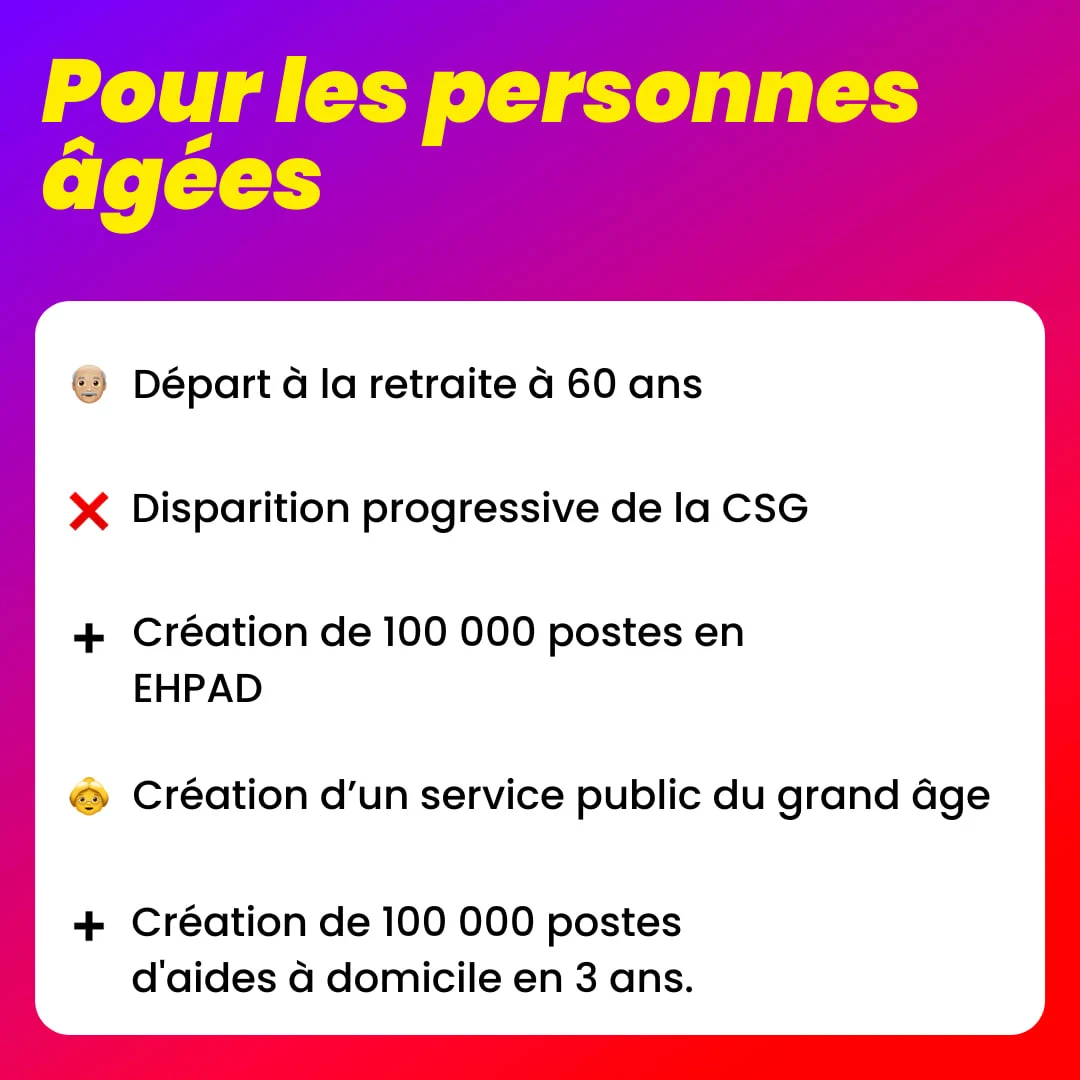 Pour les personnes
âgées
Départ à la retraite à 60 ans
Disparition progressive de la CSG
Création de 100 000 postes en
EHPAD
Création d’un service public du grand âge
Création de 100 000 postes
d'aides à domicile en 3 ans.